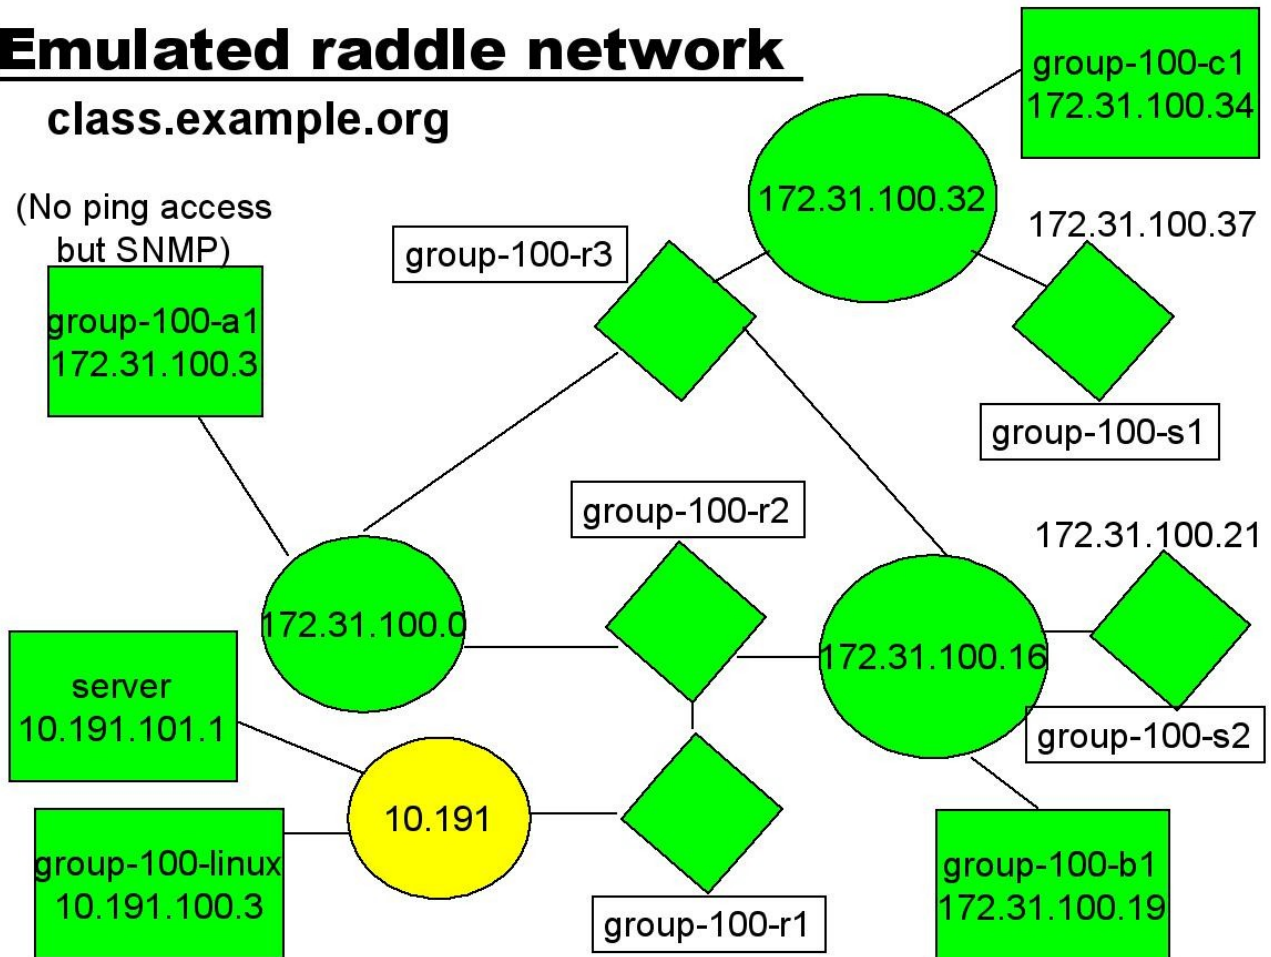 Emulated raddle network
class.example.org
group-100-c1
172.31.100.34
172.31.100.32
(No ping access
but SNMP)
172.31.100.37
group-100-r3
group-100-a1
172.31.100.3
group-100-s1
group-100-r2
172.31.100.21
172.31.100.0
172.31.100.16
server
10.191.101.1
group-100-s2
10.191
group-100-linux
10.191.100.3
group-100-b1
172.31.100.19
group-100-r1